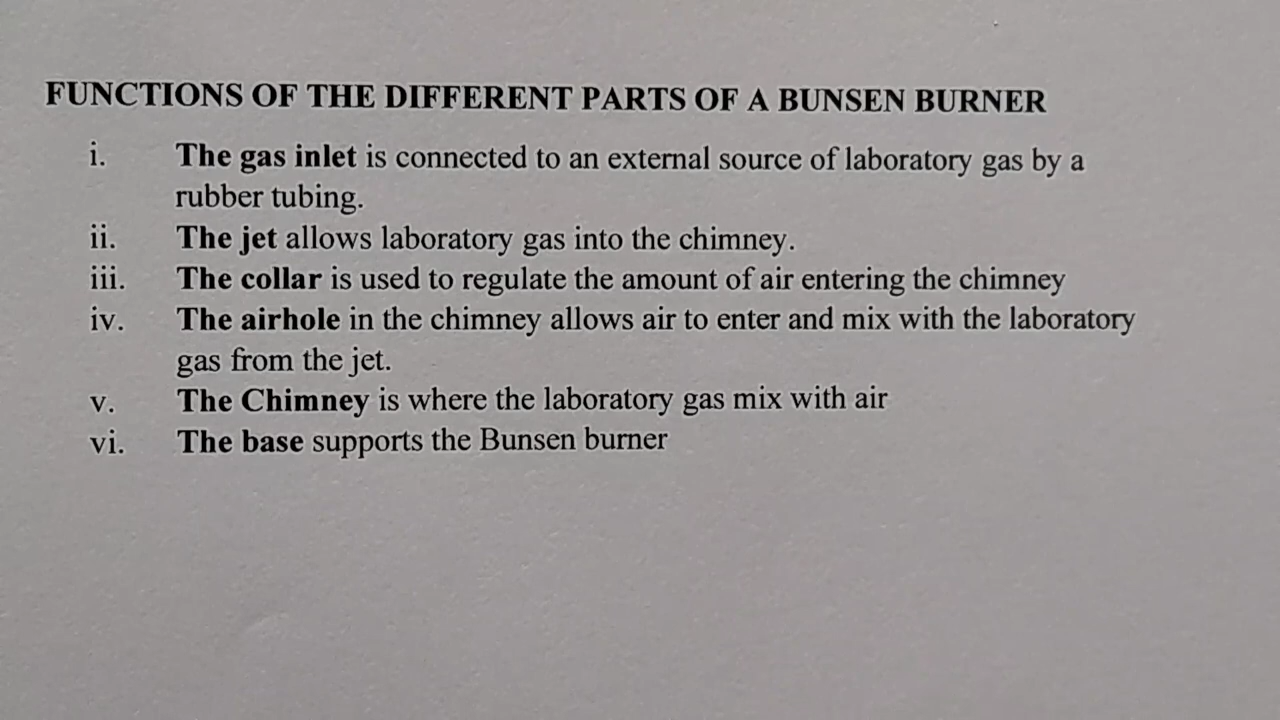 FUNCTIONS OF THE DIFFERENT PARTS OF A BUNSEN BURNER
i. The gas inlet is connected to an external source of laboratory gas by a
rubber tubing.
ii. The jet allows laboratory gas into the chimney.
iii. The collar is used to regulate the amount of air entering the chimney
iv. The airhole in the chimney allows air to enter and mix with the laboratory
gas from the jet.
v. The Chimney is where the laboratory gas mix with air
vi. The base supports the Bunsen burner